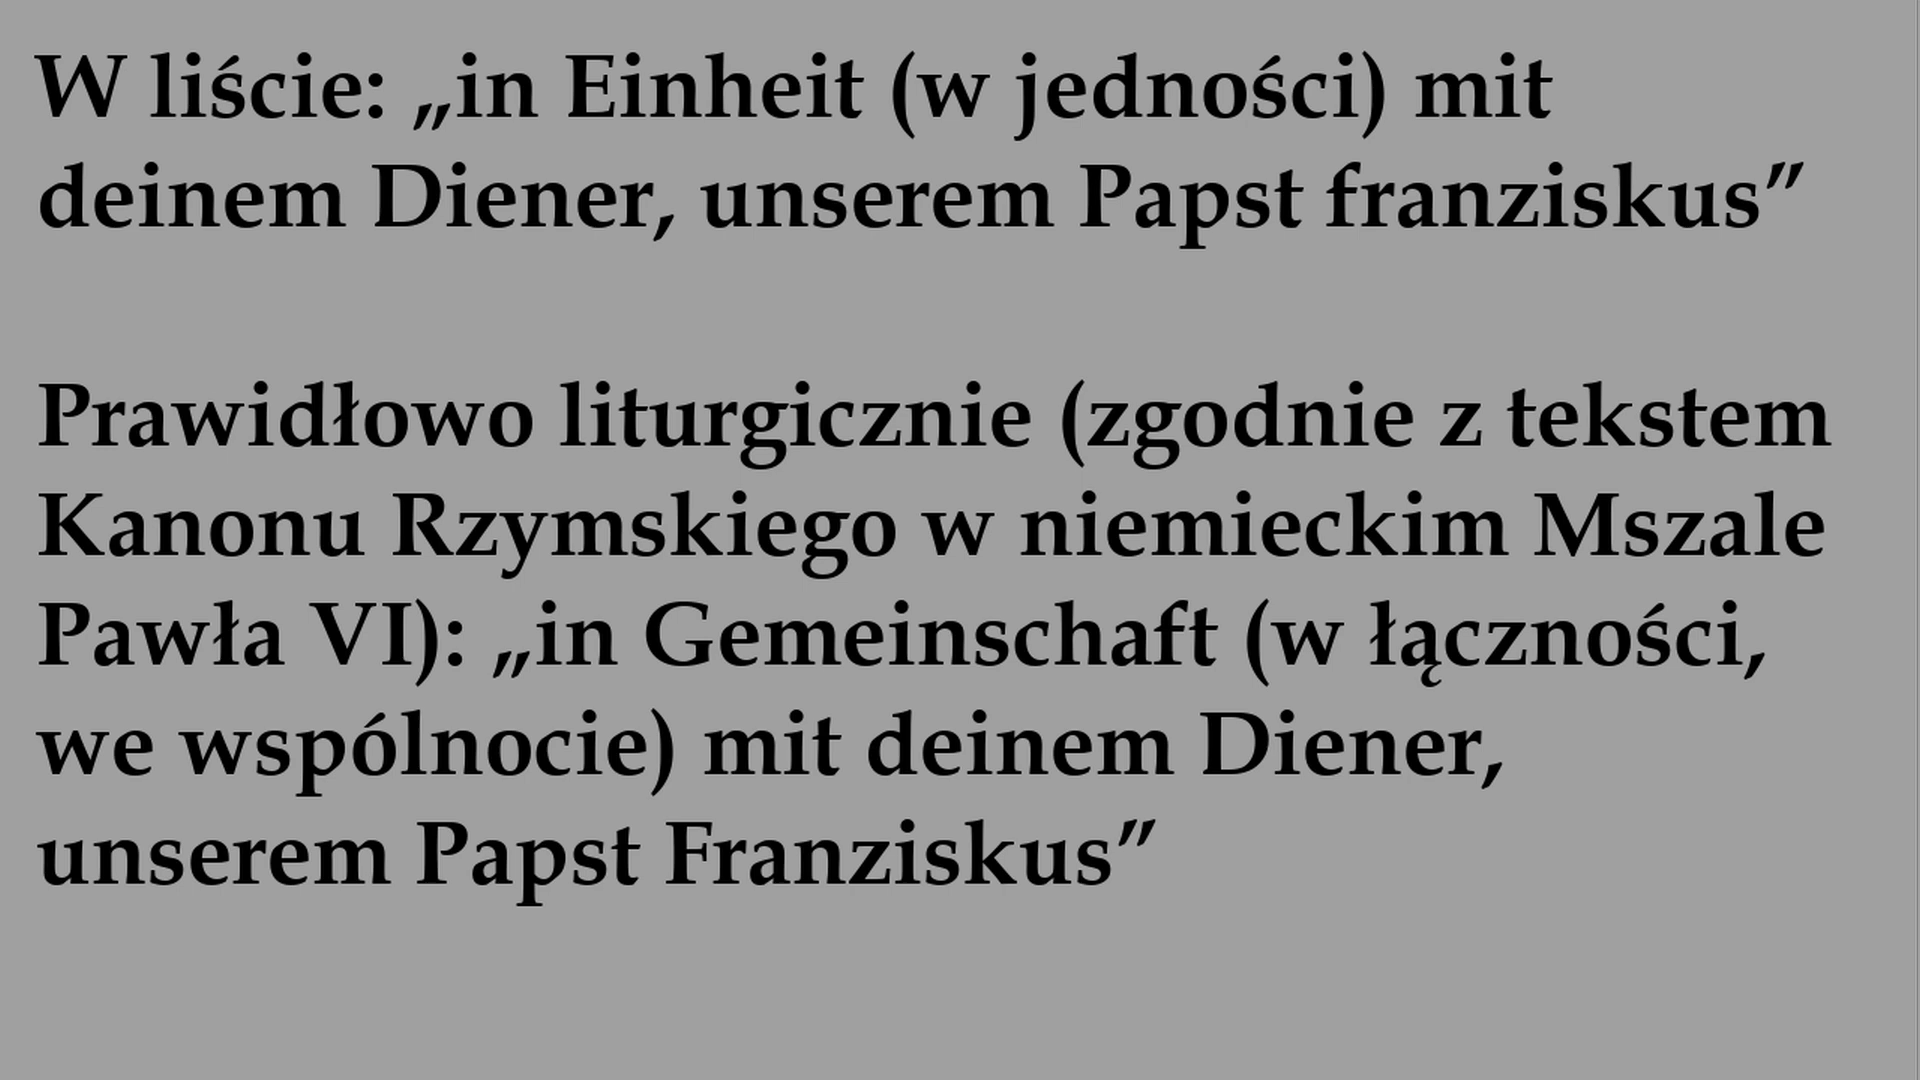 W liście: „in Einheit (w jedności) mit
deinem Diener, unserem Papst franziskus”
Prawidłowo liturgicznie (zgodnie z tekstem
Kanonu Rzymskiego w niemieckim Mszale
Pawła VI): „in Gemeinschaft (w łączności,
we wspólnocie) mit deinem Diener,
unserem Papst Franziskus”